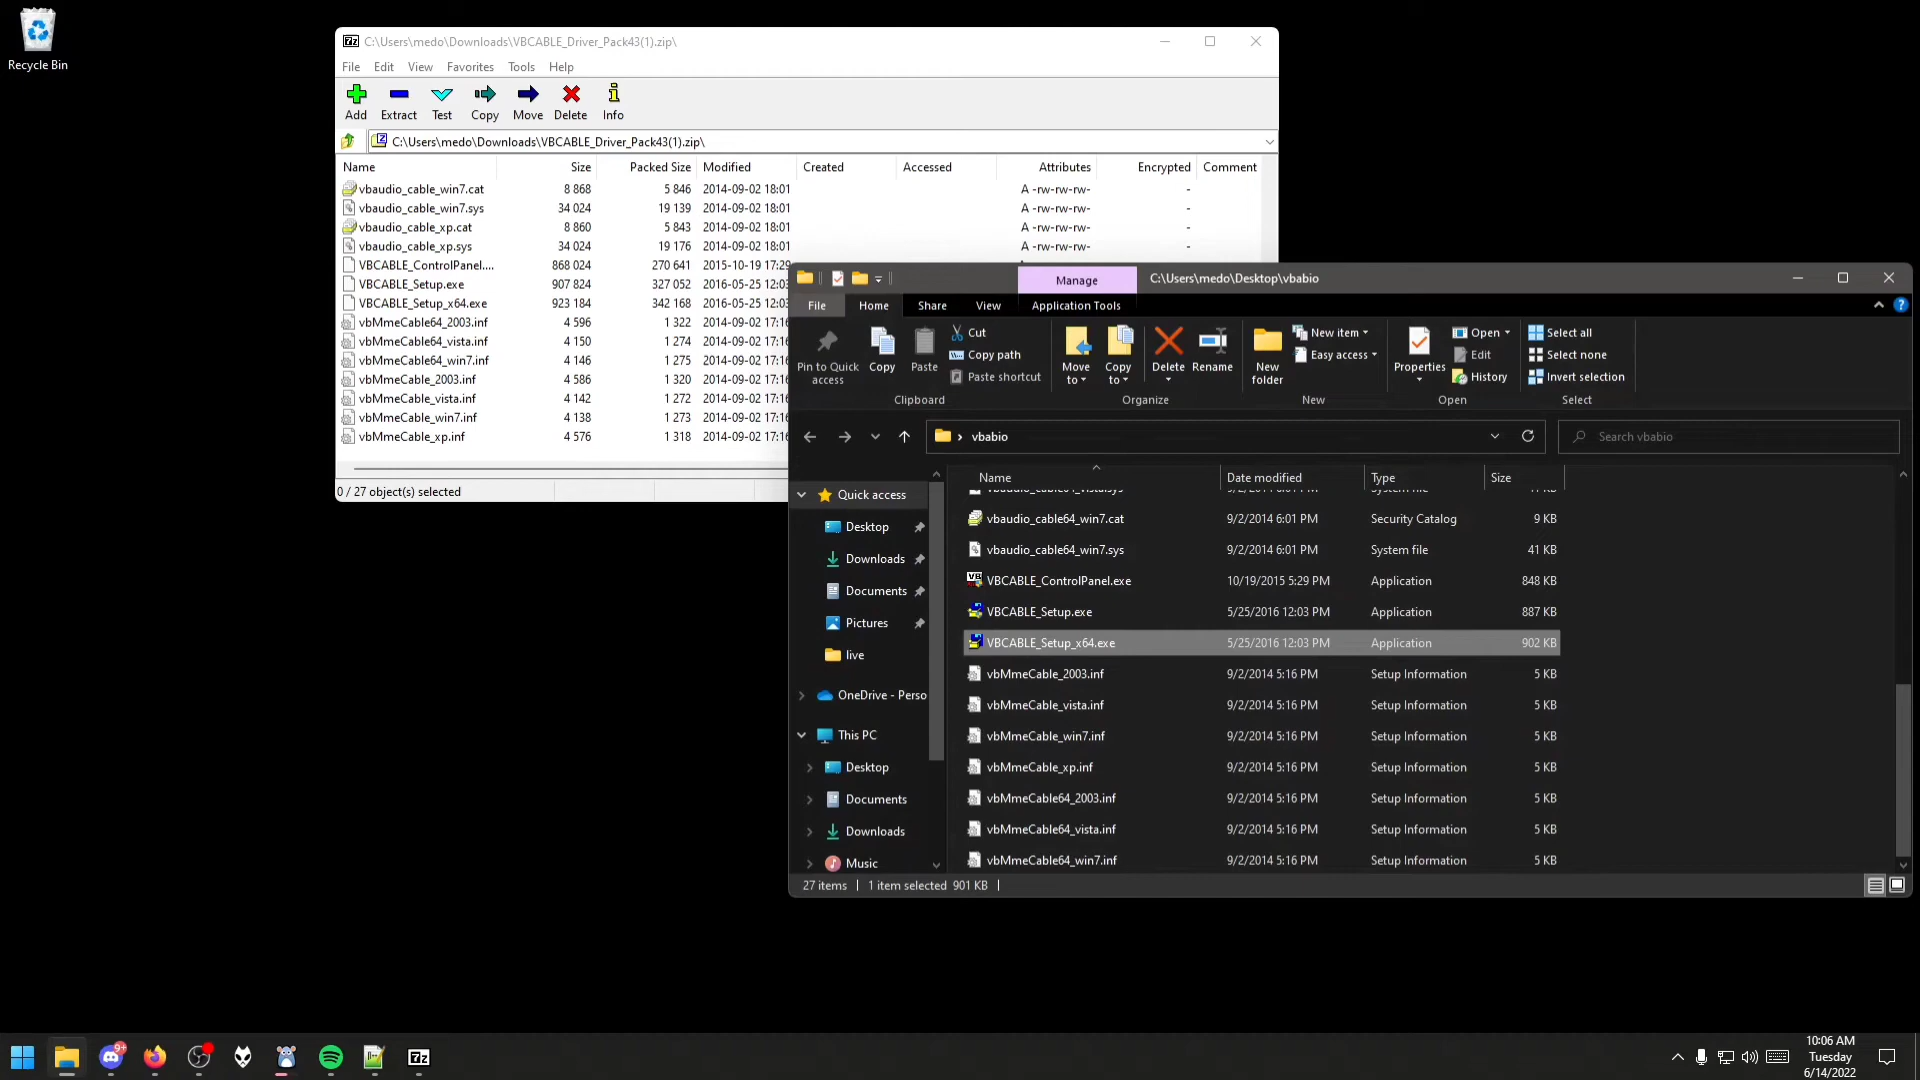 Recycle Bin
C:\Users\medo\Downloads\VBCABLE_Driver_Pack43(1).zip\
File Edit View Favorites Tools Help
Add Extract Test Copy Move Delete Info
C:\Users\medo\Downloads\VBCABLE_Driver_Pack43(1).zip\
Name Size Packed Size Modified Created Accessed Attributes Encrypted Comment
vbaudio_cable_win7.cat 8 868 5 846 2014-09-02 18:01 A -rw-rw-rw- -
vbaudio_cable_win7.sys 34 024 19 139 2014-09-02 18:01 A -rw-rw-rw- -
vbaudio_cable_xp.cat 8 860 5 843 2014-09-02 18:01 A -rw-rw-rw- -
vbaudio_cable_xp.sys 34 024 19 176 2014-09-02 18:01 A -rw-rw-rw- -
VBCABLE_ControlPanel.... 868 024 270 641 2015-10-19 17:29
VBCABLE_Setup.exe 907 824 327 052 2016-05-25 12:03
VBCABLE_Setup_x64.exe 923 184 342 168 2016-05-25 12:03
vbMmeCable64_2003.inf 4 596 1 322 2014-09-02 17:16
vbMmeCable64_vista.inf 4 150 1 274 2014-09-02 17:16
vbMmeCable64_win7.inf 4 146 1 275 2014-09-02 17:16
vbMmeCable_2003.inf 4 586 1 320 2014-09-02 17:16
vbMmeCable_vista.inf 4 142 1 272 2014-09-02 17:16
vbMmeCable_win7.inf 4 138 1 273 2014-09-02 17:16
vbMmeCable_xp.inf 4 576 1 318 2014-09-02 17:16
0 / 27 object(s) selected
Manage C:\Users\medo\Desktop\vbabio
File Home Share View Application Tools
Pin to Quick access Copy Paste Cut Copy path Paste shortcut
Clipboard
Move to Copy to Delete Rename
Organize
New folder New item Easy access
New
Properties Open Edit History
Open
Select all Select none Invert selection
Select
vbabio
Search vbabio
Quick access
Desktop
Downloads
Documents
Pictures
live
OneDrive - Perso
This PC
Desktop
Documents
Downloads
Music
Name Date modified Type Size
vbaudio_cable64_win7.cat 9/2/2014 6:01 PM Security Catalog 9 KB
vbaudio_cable64_win7.sys 9/2/2014 6:01 PM System file 41 KB
VBCABLE_ControlPanel.exe 10/19/2015 5:29 PM Application 848 KB
VBCABLE_Setup.exe 5/25/2016 12:03 PM Application 887 KB
VBCABLE_Setup_x64.exe 5/25/2016 12:03 PM Application 902 KB
vbMmeCable_2003.inf 9/2/2014 5:16 PM Setup Information 5 KB
vbMmeCable_vista.inf 9/2/2014 5:16 PM Setup Information 5 KB
vbMmeCable_win7.inf 9/2/2014 5:16 PM Setup Information 5 KB
vbMmeCable_xp.inf 9/2/2014 5:16 PM Setup Information 5 KB
vbMmeCable64_2003.inf 9/2/2014 5:16 PM Setup Information 5 KB
vbMmeCable64_vista.inf 9/2/2014 5:16 PM Setup Information 5 KB
vbMmeCable64_win7.inf 9/2/2014 5:16 PM Setup Information 5 KB
27 items 1 item selected 901 KB
9+
7z
10:06 AM
Tuesday
6/14/2022